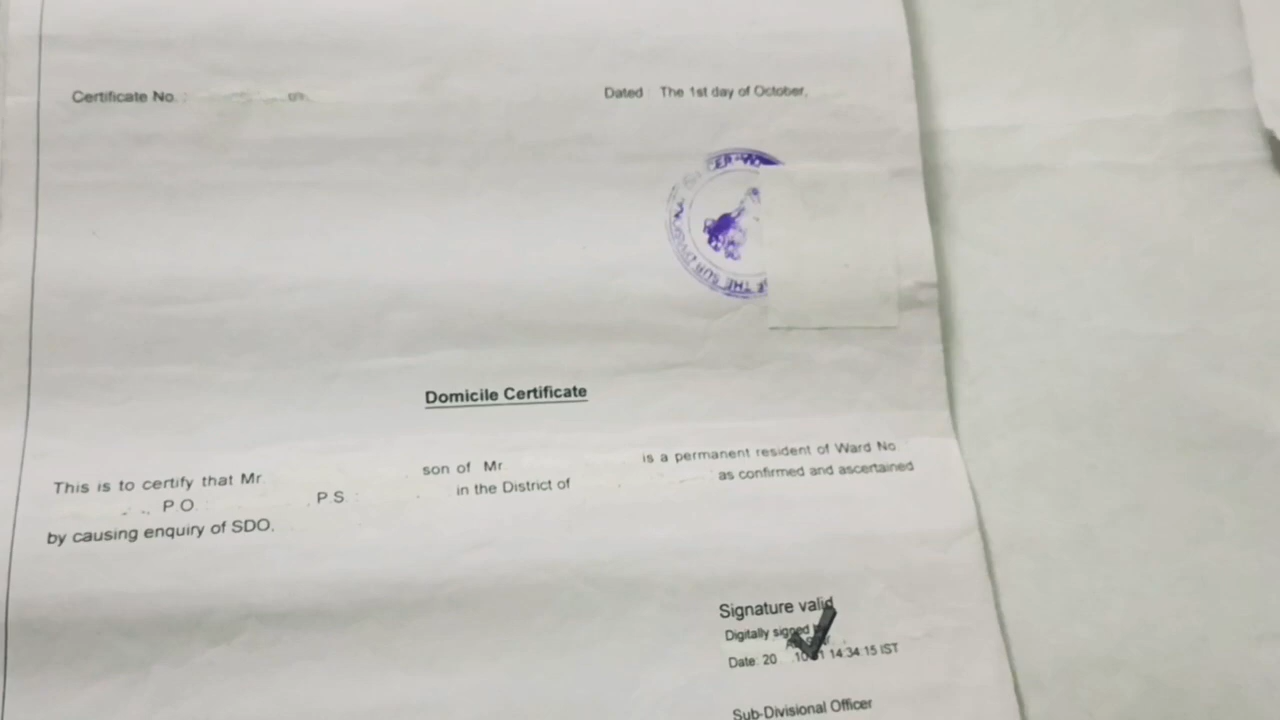 Certificate No. :
Dated The 1st day of October,
Domicile Certificate
This is to certify that Mr. son of Mr. is a permanent resident of Ward No
P.O. P.S. : in the District of as confirmed and ascertained
by causing enquiry of SDO,
Signature valid
Digitally signed
Date: 20 14:34:15 IST
Sub-Divisional Officer